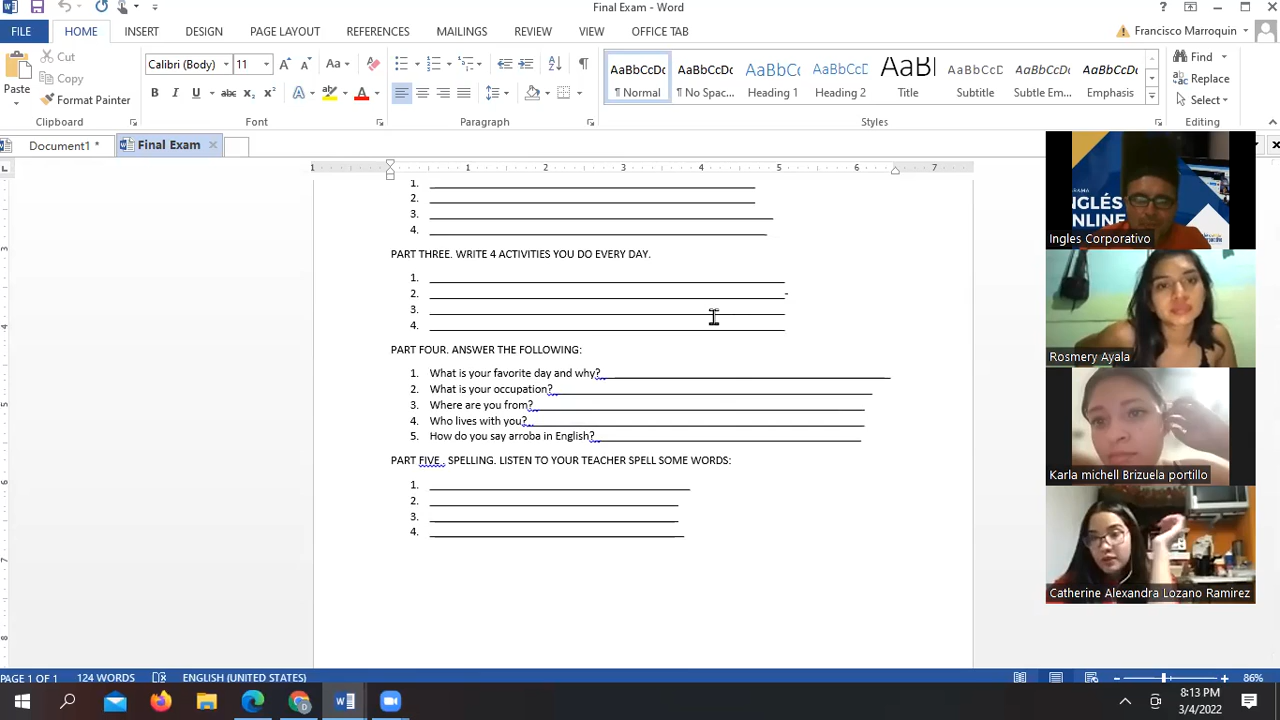 Final Exam - Word
?
FILE
HOME
INSERT
DESIGN
PAGE LAYOUT
REFERENCES
MAILINGS
REVIEW
VIEW
OFFICE TAB
Francisco Marroquin
Paste
Cut
Copy
Format Painter
Clipboard
Calibri (Body)
11
Font
Paragraph
AaBbCcDc
¶ Normal
AaBbCcDc
¶ No Spac...
AaBbCc
Heading 1
AaBbCcC
Heading 2
AaBl
Title
AaBbCcD
Subtitle
AaBbCcDc
Subtle Em...
AaBbCcDc
Emphasis
Styles
Find
Replace
Select
Editing
Document1 *
Final Exam
1.
2.
3.
4.
PART THREE. WRITE 4 ACTIVITIES YOU DO EVERY DAY.
1.
2.
3.
4.
PART FOUR. ANSWER THE FOLLOWING:
1. What is your favorite day and why?
2. What is your occupation?
3. Where are you from?
4. Who lives with you?
5. How do you say arroba in English?
PART FIVE . SPELLING. LISTEN TO YOUR TEACHER SPELL SOME WORDS:
1.
2.
3.
4.
INGLÉS
ONLINE
Ingles Corporativo
Rosmery Ayala
Karla michell Brizuela portillo
Catherine Alexandra Lozano Ramirez
PAGE 1 OF 1
124 WORDS
ENGLISH (UNITED STATES)
86%
8:13 PM
3/4/2022